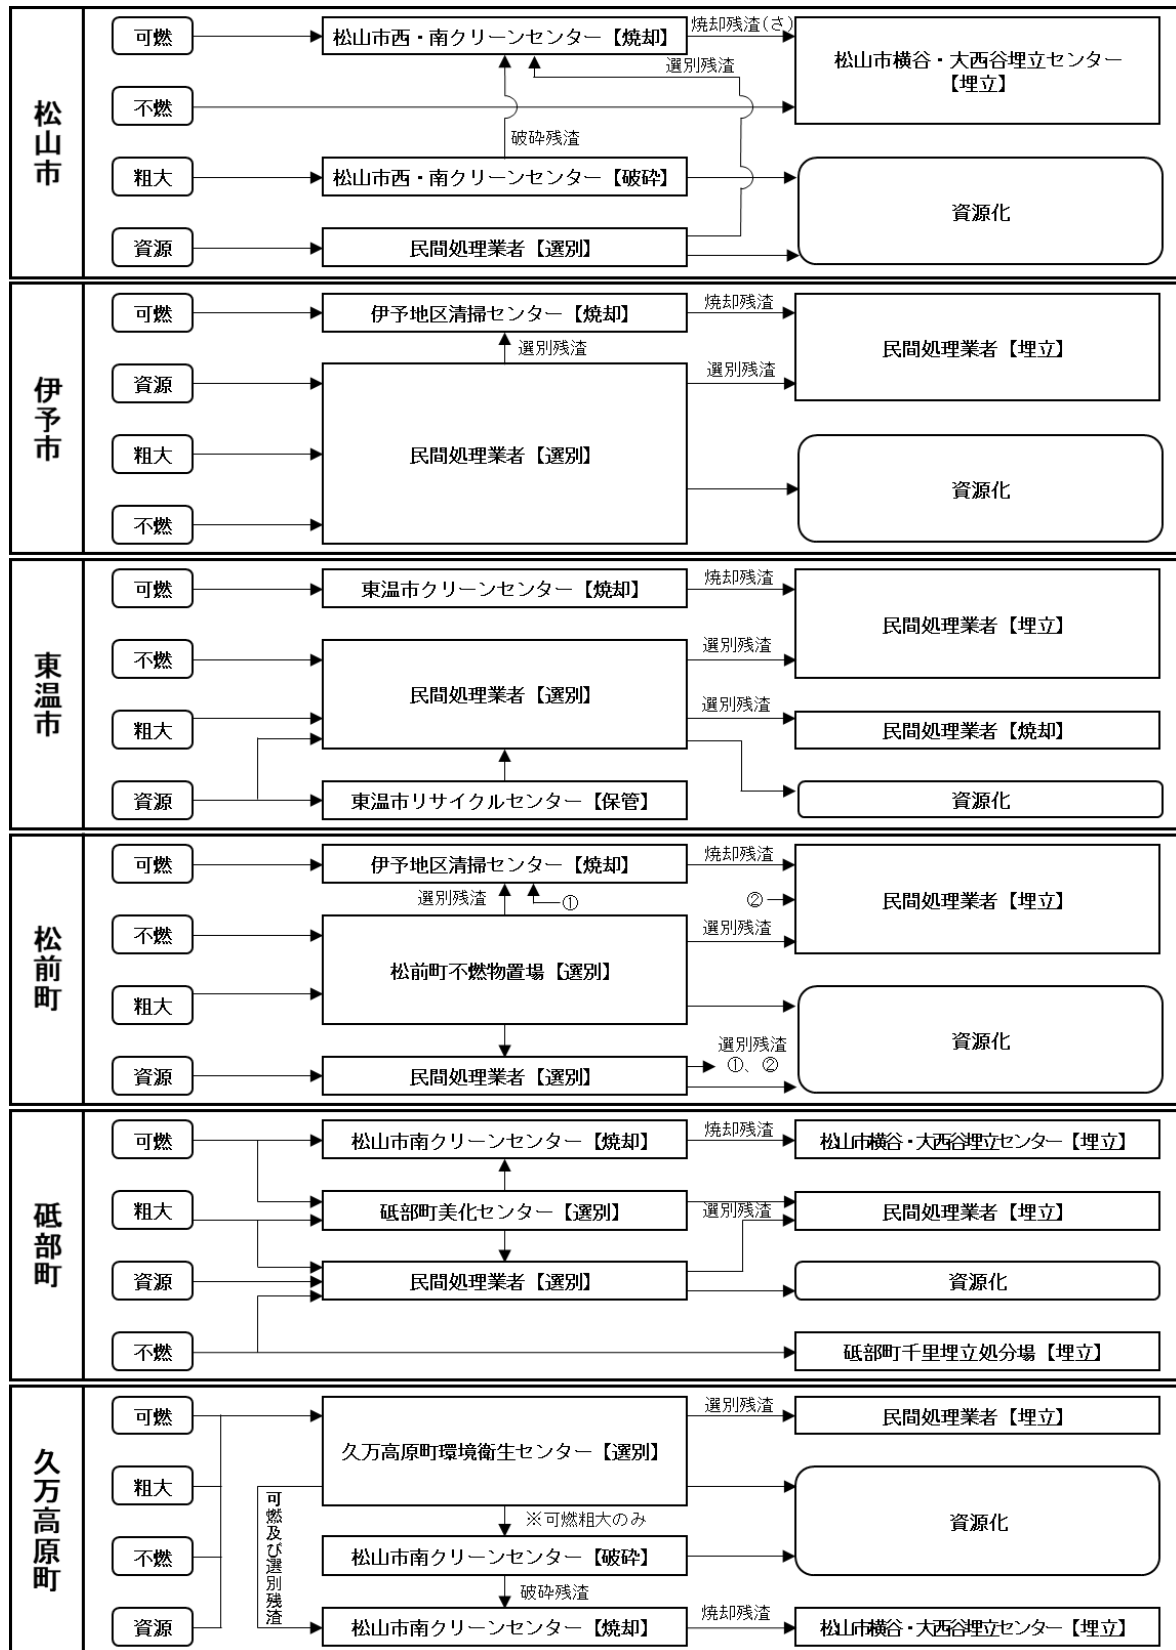 松山市
可燃
松山市西・南クリーンセンター【焼却】
焼却残渣(さ)
松山市横谷・大西谷埋立センター
【埋立】
選別残渣
不燃
破砕残渣
粗大
松山市西・南クリーンセンター【破砕】
資源化
資源
民間処理業者【選別】
伊予市
可燃
伊予地区清掃センター【焼却】
焼却残渣
民間処理業者【埋立】
選別残渣
資源
選別残渣
粗大
民間処理業者【選別】
資源化
不燃
東温市
可燃
東温市クリーンセンター【焼却】
焼却残渣
民間処理業者【埋立】
不燃
選別残渣
民間処理業者【選別】
粗大
選別残渣
民間処理業者【焼却】
資源
東温市リサイクルセンター【保管】
資源化
松前町
可燃
伊予地区清掃センター【焼却】
焼却残渣
民間処理業者【埋立】
選別残渣
①
②
不燃
選別残渣
松前町不燃物置場【選別】
粗大
資源化
選別残渣
①、②
資源
民間処理業者【選別】
砥部町
可燃
松山市南クリーンセンター【焼却】
焼却残渣
松山市横谷・大西谷埋立センター【埋立】
粗大
砥部町美化センター【選別】
選別残渣
民間処理業者【埋立】
資源
民間処理業者【選別】
資源化
不燃
砥部町千里埋立処分場【埋立】
久万高原町
可燃
選別残渣
民間処理業者【埋立】
久万高原町環境衛生センター【選別】
粗大
可燃及び選別残渣
※可燃粗大のみ
資源化
不燃
松山市南クリーンセンター【破砕】
破砕残渣
資源
松山市南クリーンセンター【焼却】
焼却残渣
松山市横谷・大西谷埋立センター【埋立】